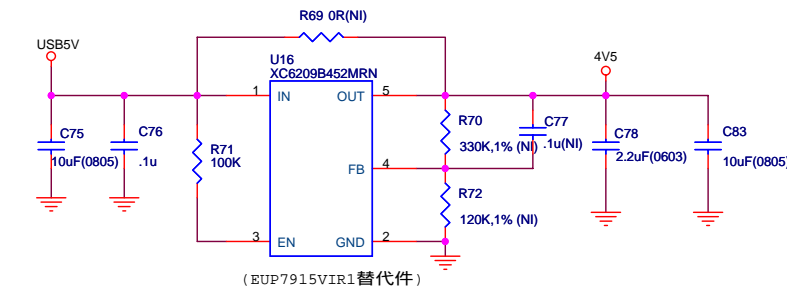 R69 0R(NI)
USB5V
U16
XC6209B452MRN
4V5
1
IN
OUT
5
C75
10uF(0805)
C76
.1u
R71
100K
R70
330K,1% (NI)
C77
.1u(NI)
C78
2.2uF(0603)
C83
10uF(0805)
FB
4
R72
120K,1% (NI)
3
EN
GND
2
(EUP7915VIR1替代件)